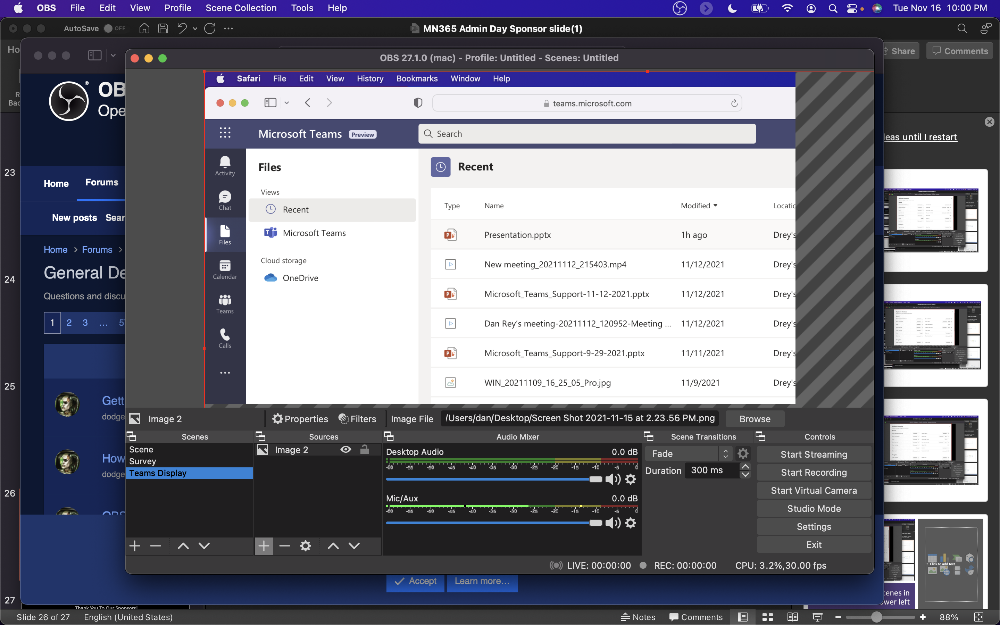 OBS File Edit View Profile Scene Collection Tools Help Tue Nov 16 10:00 PM
AutoSave OFF MN365 Admin Day Sponsor slide(1)
Share Comments
OBS 27.1.0 (mac) - Profile: Untitled - Scenes: Untitled
Safari File Edit View History Bookmarks Window Help
teams.microsoft.com
Microsoft Teams Preview Search
Activity
Chat
Files
Calendar
Teams
Calls
Files
Views
Recent
Microsoft Teams
Cloud storage
OneDrive
Recent
Type Name Modified Locatio
Presentation.pptx 1h ago Drey's
New meeting_20211112_215403.mp4 11/12/2021 Drey's
Microsoft_Teams_Support-11-12-2021.pptx 11/12/2021 Drey's
Dan Rey's meeting-20211112_120952-Meeting ... 11/12/2021 Drey's
Microsoft_Teams_Support-9-29-2021.pptx 11/11/2021 Drey's
WIN_20211109_16_25_05_Pro.jpg 11/9/2021 Drey's
Image 2 Properties Filters Image File /Users/dan/Desktop/Screen Shot 2021-11-15 at 2.23.56 PM.png Browse
Scenes
Scene
Survey
Teams Display
Sources
Image 2
Audio Mixer
Desktop Audio 0.0 dB
-60 -55 -50 -45 -40 -35 -30 -25 -20 -15 -10 -5 0
Mic/Aux 0.0 dB
-60 -55 -50 -45 -40 -35 -30 -25 -20 -15 -10 -5 0
Scene Transitions
Fade
Duration 300 ms
Controls
Start Streaming
Start Recording
Start Virtual Camera
Studio Mode
Settings
Exit
LIVE: 00:00:00 REC: 00:00:00 CPU: 3.2%,30.00 fps
Ho
R
Bac
OB
Ope
Home Forums
New posts Sear
Home > Forums >
General De
Questions and discu
1 2 3 ... 5
Gett
dodge
How
dodge
OBS
Accept Learn more...
23
24
25
26
27
eas until I restart
Click to add text
cenes in
ower left
Thank You To Our Sponsors!
Slide 26 of 27 English (United States) Notes Comments 88%